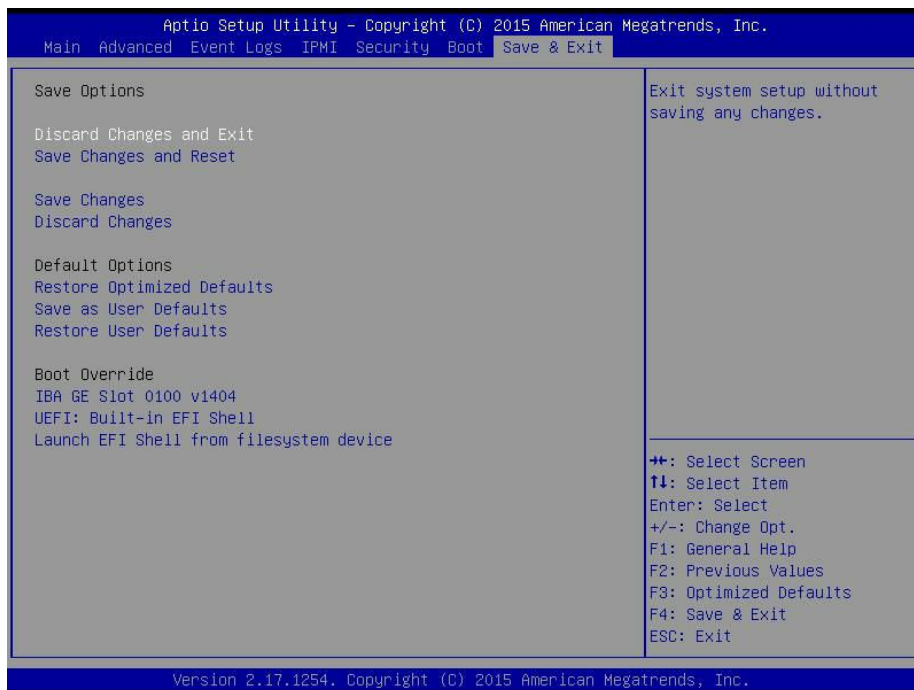 Aptio Setup Utility – Copyright (C) 2015 American Megatrends, Inc.
Main Advanced Event Logs IPMI Security Boot Save & Exit
Save Options
Discard Changes and Exit
Save Changes and Reset
Save Changes
Discard Changes
Default Options
Restore Optimized Defaults
Save as User Defaults
Restore User Defaults
Boot Override
IBA GE Slot 0100 v1404
UEFI: Built-in EFI Shell
Launch EFI Shell from filesystem device
Exit system setup without
saving any changes.
→←: Select Screen
↑↓: Select Item
Enter: Select
+/-: Change Opt.
F1: General Help
F2: Previous Values
F3: Optimized Defaults
F4: Save & Exit
ESC: Exit
Version 2.17.1254. Copyright (C) 2015 American Megatrends, Inc.